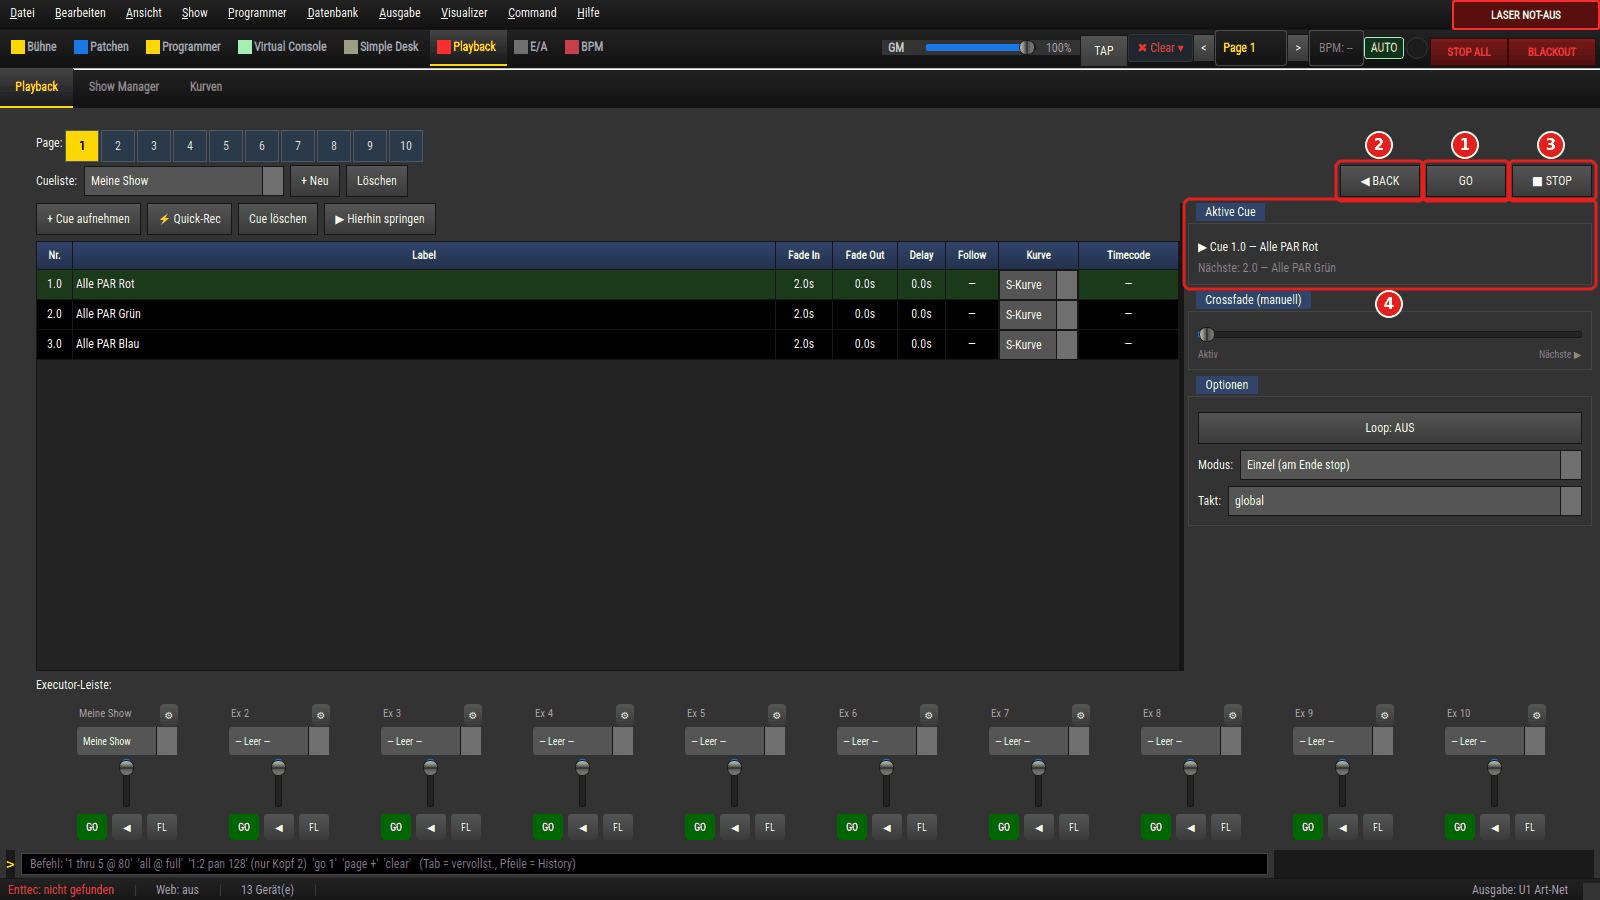 Datei Bearbeiten Ansicht Show Programmer Datenbank Ausgabe Visualizer Command Hilfe
LASER NOT-AUS
Bühne Patchen Programmer Virtual Console Simple Desk Playback E/A BPM
GM 100% TAP ✖ Clear ▾ < Page 1 > BPM: -- AUTO STOP ALL BLACKOUT
Playback Show Manager Kurven
Page: 1 2 3 4 5 6 7 8 9 10
2 1 3
Cueliste: Meine Show + Neu Löschen
◀ BACK GO ■ STOP
+ Cue aufnehmen ⚡ Quick-Rec Cue löschen ▶ Hierhin springen
Aktive Cue
▶ Cue 1.0 — Alle PAR Rot
Nächste: 2.0 — Alle PAR Grün
4
Nr. Label Fade In Fade Out Delay Follow Kurve Timecode
1.0 Alle PAR Rot 2.0s 0.0s 0.0s — S-Kurve —
2.0 Alle PAR Grün 2.0s 0.0s 0.0s — S-Kurve —
3.0 Alle PAR Blau 2.0s 0.0s 0.0s — S-Kurve —
Crossfade (manuell)
Aktiv Nächste ▶
Optionen
Loop: AUS
Modus: Einzel (am Ende stop)
Takt: global
Executor-Leiste:
Meine Show ⚙ Ex 2 ⚙ Ex 3 ⚙ Ex 4 ⚙ Ex 5 ⚙ Ex 6 ⚙ Ex 7 ⚙ Ex 8 ⚙ Ex 9 ⚙ Ex 10 ⚙
Meine Show — Leer — — Leer — — Leer — — Leer — — Leer — — Leer — — Leer — — Leer — — Leer —
GO ◀ FL GO ◀ FL GO ◀ FL GO ◀ FL GO ◀ FL GO ◀ FL GO ◀ FL GO ◀ FL GO ◀ FL GO ◀ FL
> Befehl: '1 thru 5 @ 80' 'all @ full' '1:2 pan 128' (nur Kopf 2) 'go 1' 'page +' 'clear' (Tab = vervollst., Pfeile = History)
Enttec: nicht gefunden Web: aus 13 Gerät(e) Ausgabe: U1 Art-Net